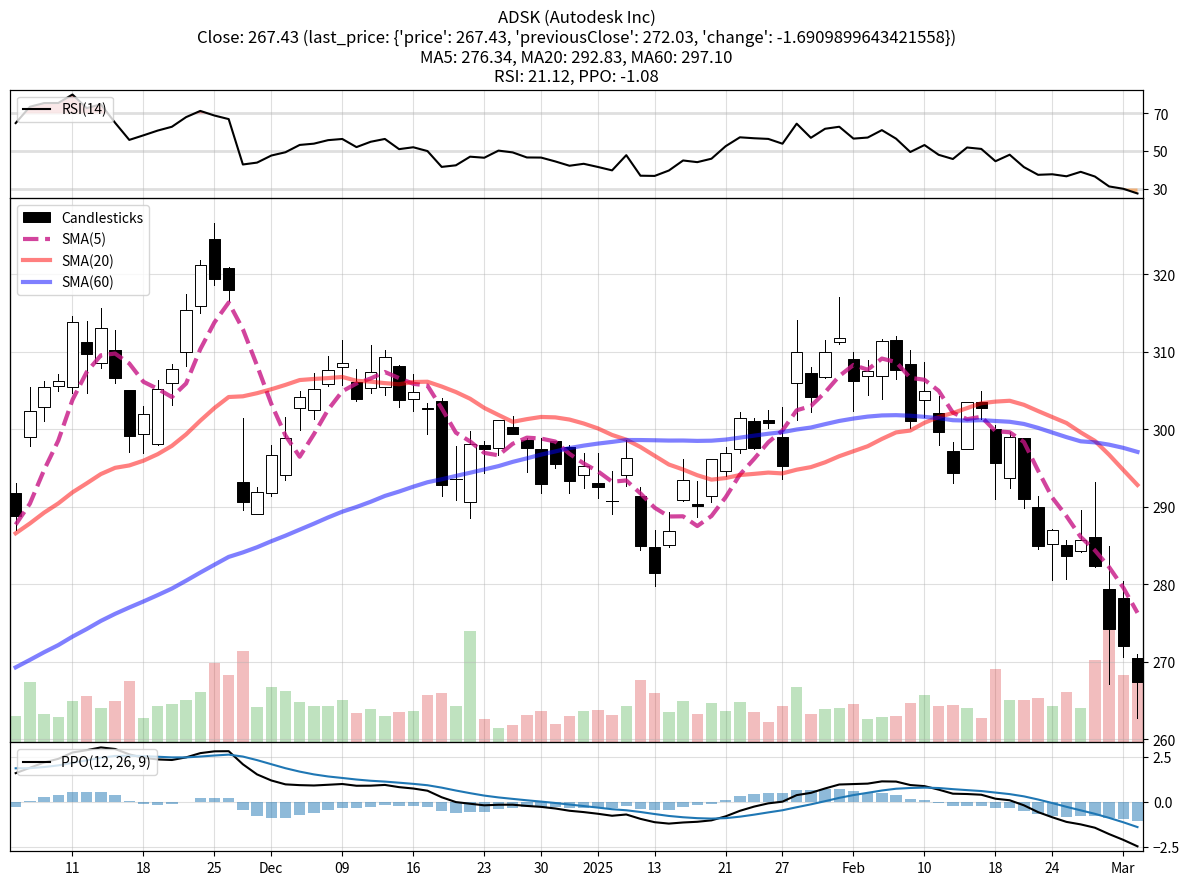 ADSK (Autodesk Inc)
Close: 267.43 (last_price: {'price': 267.43, 'previousClose': 272.03, 'change': -1.6909899643421558})
MA5: 276.34, MA20: 292.83, MA60: 297.10
RSI: 21.12, PPO: -1.08
RSI(14)
70
50
30
Candlesticks
SMA(5)
SMA(20)
SMA(60)
320
310
300
290
280
270
260
PPO(12, 26, 9)
2.5
0.0
−2.5
11 18 25 Dec 09 16 23 30 2025 13 21 27 Feb 10 18 24 Mar